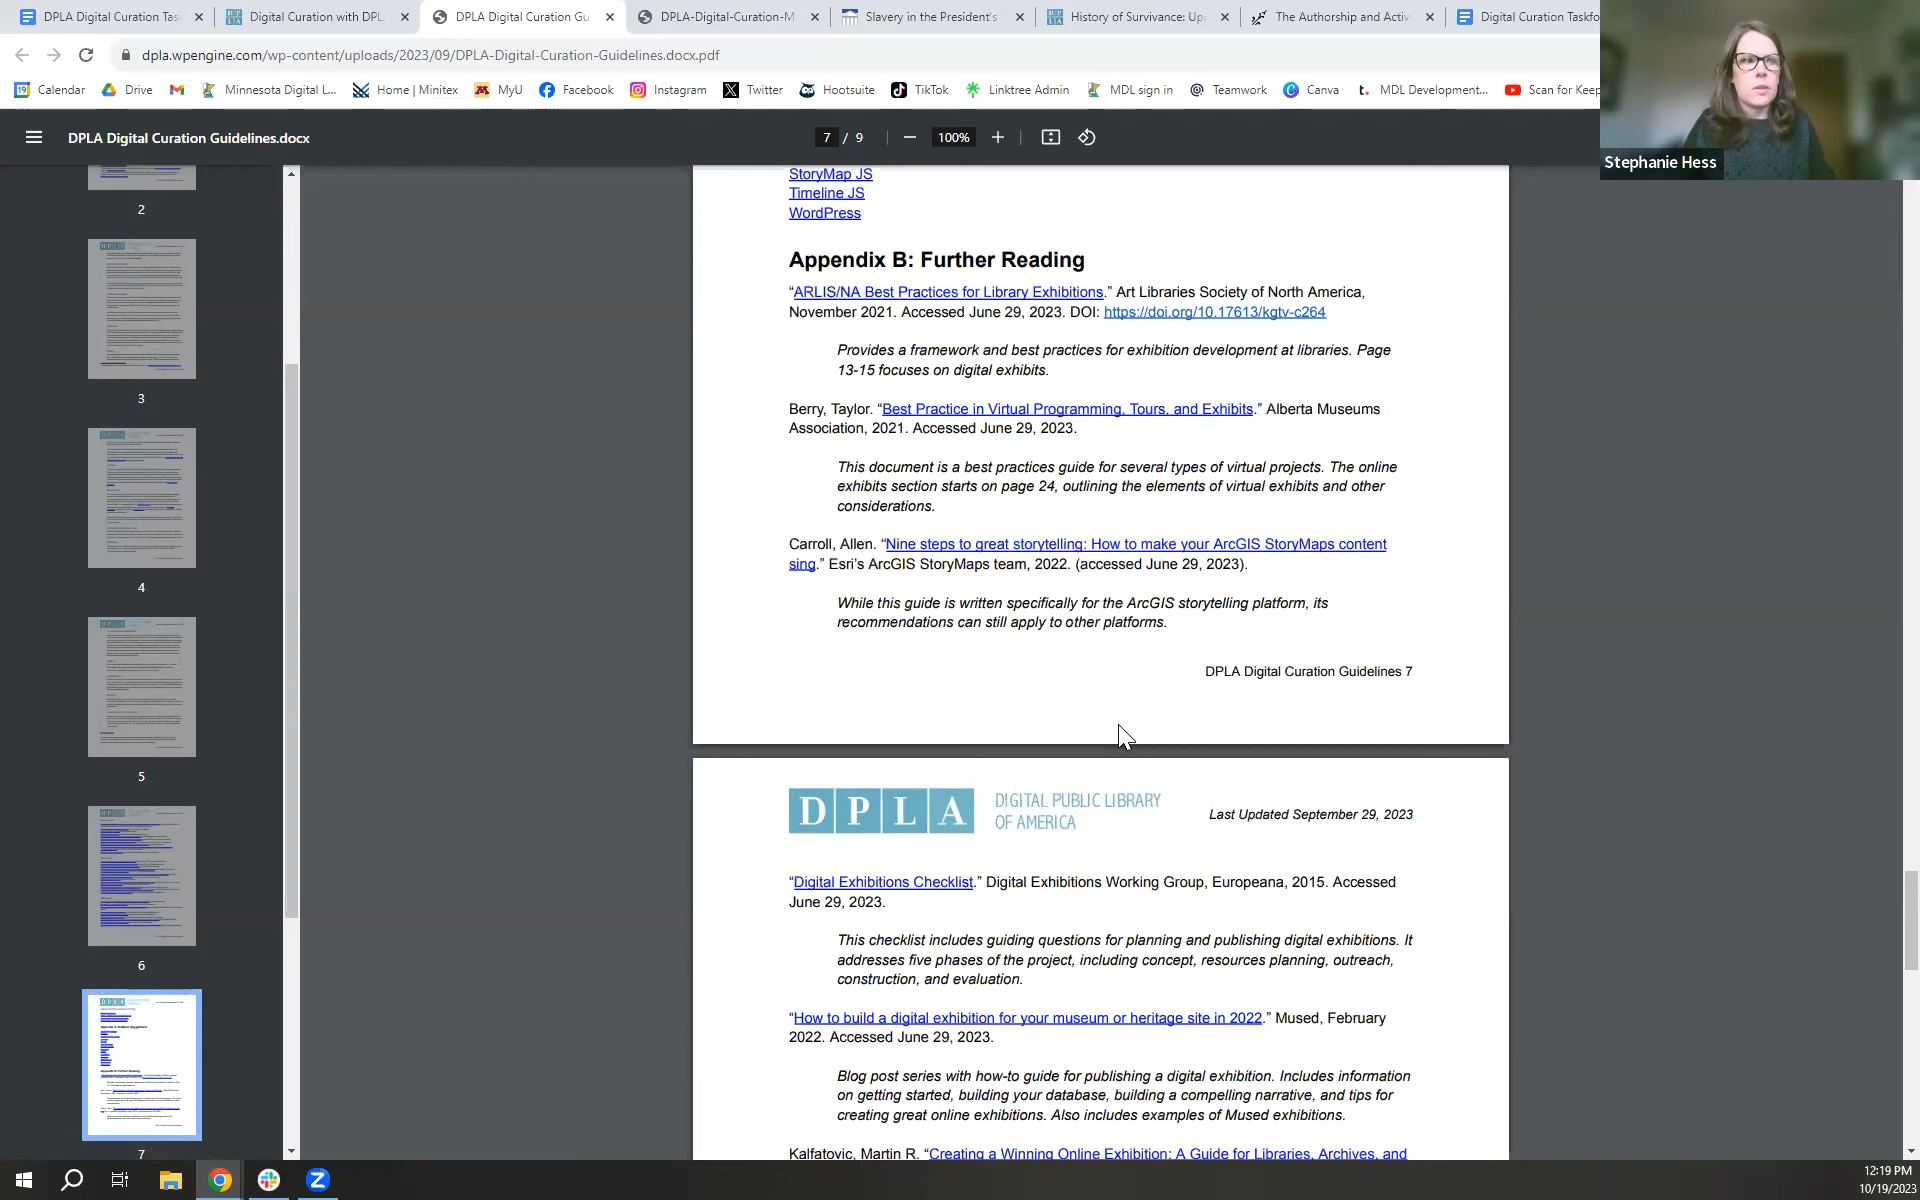 DPLA Digital Curation Tas
Digital Curation with DPL
DPLA Digital Curation Gu
DPLA-Digital-Curation-M
Slavery in the President's
History of Survivance: Up
The Authorship and Activ
Digital Curation Taskfo
dpla.wpengine.com/wp-content/uploads/2023/09/DPLA-Digital-Curation-Guidelines.docx.pdf
Calendar
Drive
Minnesota Digital L...
Home | Minitex
MyU
Facebook
Instagram
Twitter
Hootsuite
TikTok
Linktree Admin
MDL sign in
Teamwork
Canva
MDL Development...
Scan for Keep
Stephanie Hess
DPLA Digital Curation Guidelines.docx
7 / 9
100%
2
3
4
5
6
7
StoryMap JS
Timeline JS
WordPress
Appendix B: Further Reading
“ARLIS/NA Best Practices for Library Exhibitions.” Art Libraries Society of North America,
November 2021. Accessed June 29, 2023. DOI: https://doi.org/10.17613/kgtv-c264
Provides a framework and best practices for exhibition development at libraries. Page
13-15 focuses on digital exhibits.
Berry, Taylor. “Best Practice in Virtual Programming, Tours, and Exhibits.” Alberta Museums
Association, 2021. Accessed June 29, 2023.
This document is a best practices guide for several types of virtual projects. The online
exhibits section starts on page 24, outlining the elements of virtual exhibits and other
considerations.
Carroll, Allen. “Nine steps to great storytelling: How to make your ArcGIS StoryMaps content
sing.” Esri’s ArcGIS StoryMaps team, 2022. (accessed June 29, 2023).
While this guide is written specifically for the ArcGIS storytelling platform, its
recommendations can still apply to other platforms.
DPLA Digital Curation Guidelines 7
DPLA
DIGITAL PUBLIC LIBRARY
OF AMERICA
Last Updated September 29, 2023
“Digital Exhibitions Checklist.” Digital Exhibitions Working Group, Europeana, 2015. Accessed
June 29, 2023.
This checklist includes guiding questions for planning and publishing digital exhibitions. It
addresses five phases of the project, including concept, resources planning, outreach,
construction, and evaluation.
“How to build a digital exhibition for your museum or heritage site in 2022.” Mused, February
2022. Accessed June 29, 2023.
Blog post series with how-to guide for publishing a digital exhibition. Includes information
on getting started, building your database, building a compelling narrative, and tips for
creating great online exhibitions. Also includes examples of Mused exhibitions.
Kalfatovic, Martin R. “Creating a Winning Online Exhibition: A Guide for Libraries, Archives, and
12:19 PM
10/19/2023